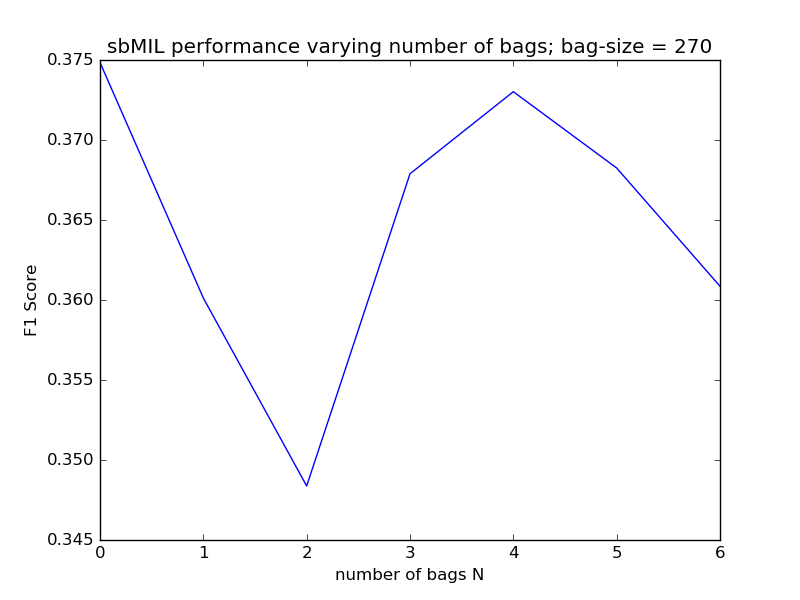 sbMIL performance varying number of bags; bag-size = 270
0.375
0.370
0.365
0.360
0.355
0.350
0.345
F1 Score
0 1 2 3 4 5 6
number of bags N